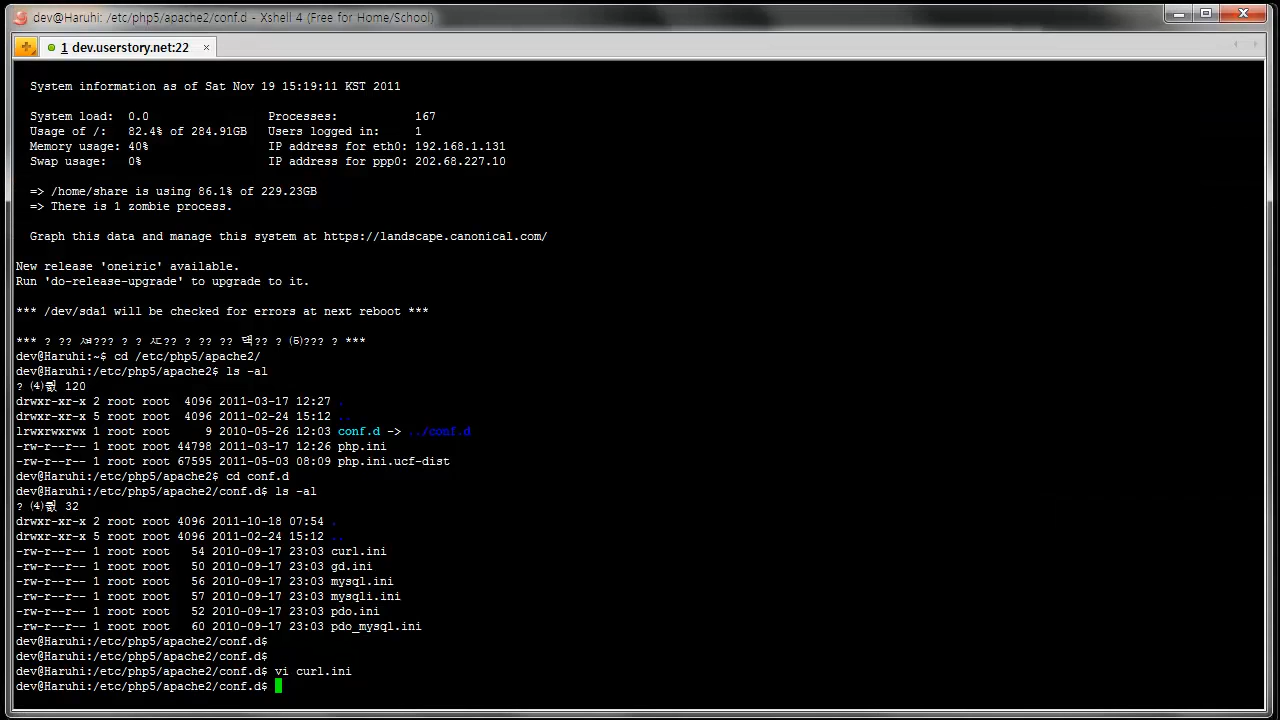 dev@Haruhi: /etc/php5/apache2/conf.d - Xshell 4 (Free for Home/School)
1 dev.userstory.net:22
System information as of Sat Nov 19 15:19:11 KST 2011
System load: 0.0 Processes: 167
Usage of /: 82.4% of 284.91GB Users logged in: 1
Memory usage: 40% IP address for eth0: 192.168.1.131
Swap usage: 0% IP address for ppp0: 202.68.227.10
=> /home/share is using 86.1% of 229.23GB
=> There is 1 zombie process.
Graph this data and manage this system at https://landscape.canonical.com/
New release 'oneiric' available.
Run 'do-release-upgrade' to upgrade to it.
*** /dev/sda1 will be checked for errors at next reboot ***
*** ? ?? ??? ? ? ?? ? ?? ?? ?? ? (5)??? ? ***
dev@Haruhi:~$ cd /etc/php5/apache2/
dev@Haruhi:/etc/php5/apache2$ ls -al
? (4) 120
drwxr-xr-x 2 root root 4096 2011-03-17 12:27 .
drwxr-xr-x 5 root root 4096 2011-02-24 15:12 ..
lrwxrwxrwx 1 root root 9 2010-05-26 12:03 conf.d -> ../conf.d
-rw-r--r-- 1 root root 44798 2011-03-17 12:26 php.ini
-rw-r--r-- 1 root root 67595 2011-05-03 08:09 php.ini.ucf-dist
dev@Haruhi:/etc/php5/apache2$ cd conf.d
dev@Haruhi:/etc/php5/apache2/conf.d$ ls -al
? (4) 32
drwxr-xr-x 2 root root 4096 2011-10-18 07:54 .
drwxr-xr-x 5 root root 4096 2011-02-24 15:12 ..
-rw-r--r-- 1 root root 54 2010-09-17 23:03 curl.ini
-rw-r--r-- 1 root root 50 2010-09-17 23:03 gd.ini
-rw-r--r-- 1 root root 56 2010-09-17 23:03 mysql.ini
-rw-r--r-- 1 root root 57 2010-09-17 23:03 mysqli.ini
-rw-r--r-- 1 root root 52 2010-09-17 23:03 pdo.ini
-rw-r--r-- 1 root root 60 2010-09-17 23:03 pdo_mysql.ini
dev@Haruhi:/etc/php5/apache2/conf.d$
dev@Haruhi:/etc/php5/apache2/conf.d$
dev@Haruhi:/etc/php5/apache2/conf.d$ vi curl.ini
dev@Haruhi:/etc/php5/apache2/conf.d$